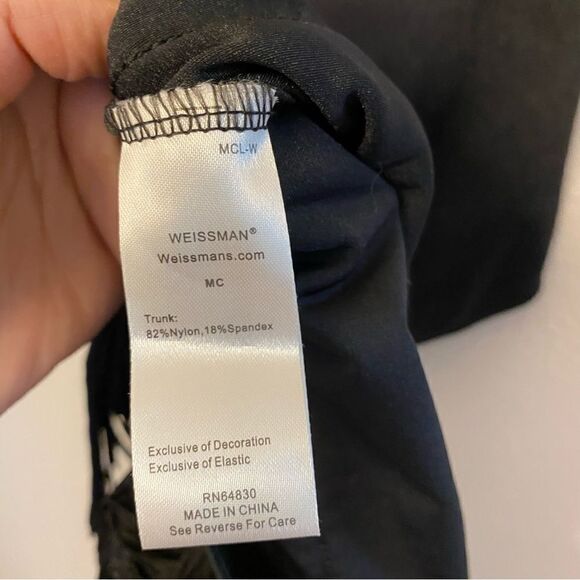 MCL-W
WEISSMAN®
Weissmans.com
MC
Trunk:
82%Nylon,18%Spandex
Exclusive of Decoration
Exclusive of Elastic
RN64830
MADE IN CHINA
See Reverse For Care